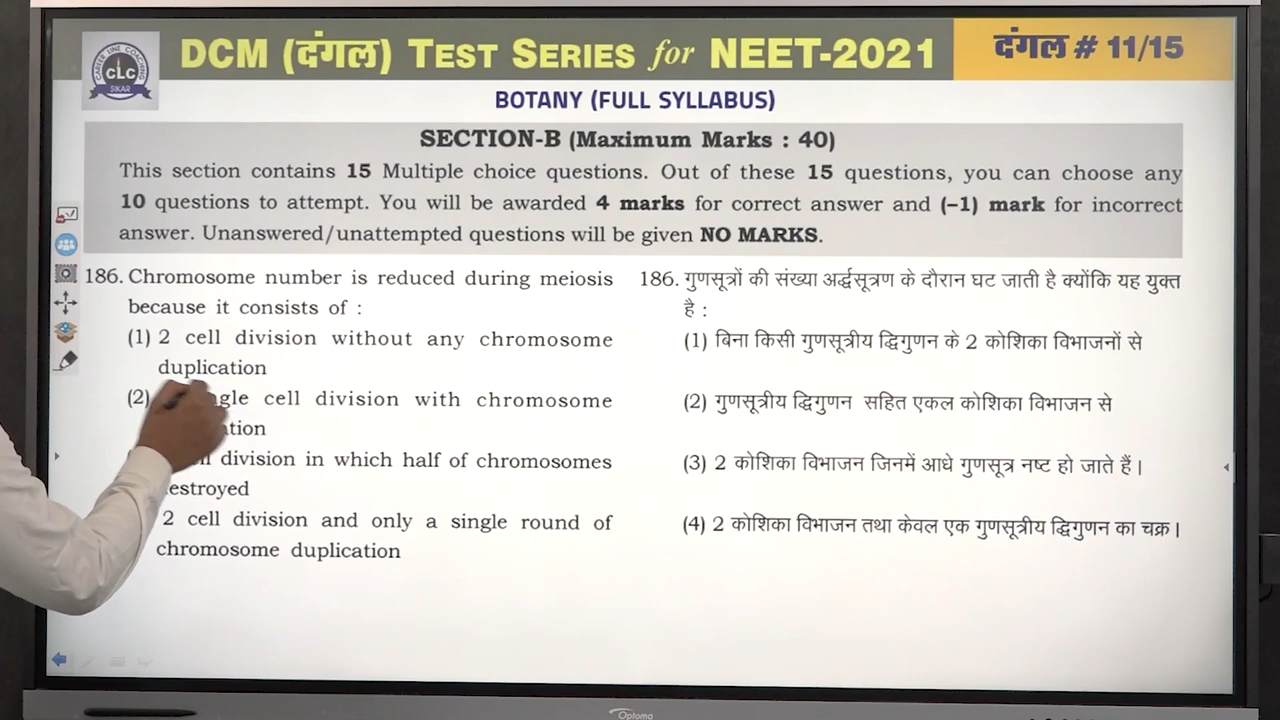 DCM (दंगल) TEST SERIES for NEET-2021
दंगल # 11/15
CAREER LINE COACHING
CLC
SIKAR
BOTANY (FULL SYLLABUS)
SECTION-B (Maximum Marks : 40)
This section contains 15 Multiple choice questions. Out of these 15 questions, you can choose any
10 questions to attempt. You will be awarded 4 marks for correct answer and (–1) mark for incorrect
answer. Unanswered/unattempted questions will be given NO MARKS.
186. Chromosome number is reduced during meiosis
because it consists of :
(1) 2 cell division without any chromosome
duplication
(2) cell division with chromosome
division in which half of chromosomes
2 cell division and only a single round of
chromosome duplication
186. गुणसूत्रों की संख्या अर्द्धसूत्रण के दौरान घट जाती है क्योंकि यह युक्त
है :
(1) बिना किसी गुणसूत्रीय द्विगुणन के 2 कोशिका विभाजनों से
(2) गुणसूत्रीय द्विगुणन सहित एकल कोशिका विभाजन से
(3) 2 कोशिका विभाजन जिनमें आधे गुणसूत्र नष्ट हो जाते हैं।
(4) 2 कोशिका विभाजन तथा केवल एक गुणसूत्रीय द्विगुणन का चक्र।
Optoma